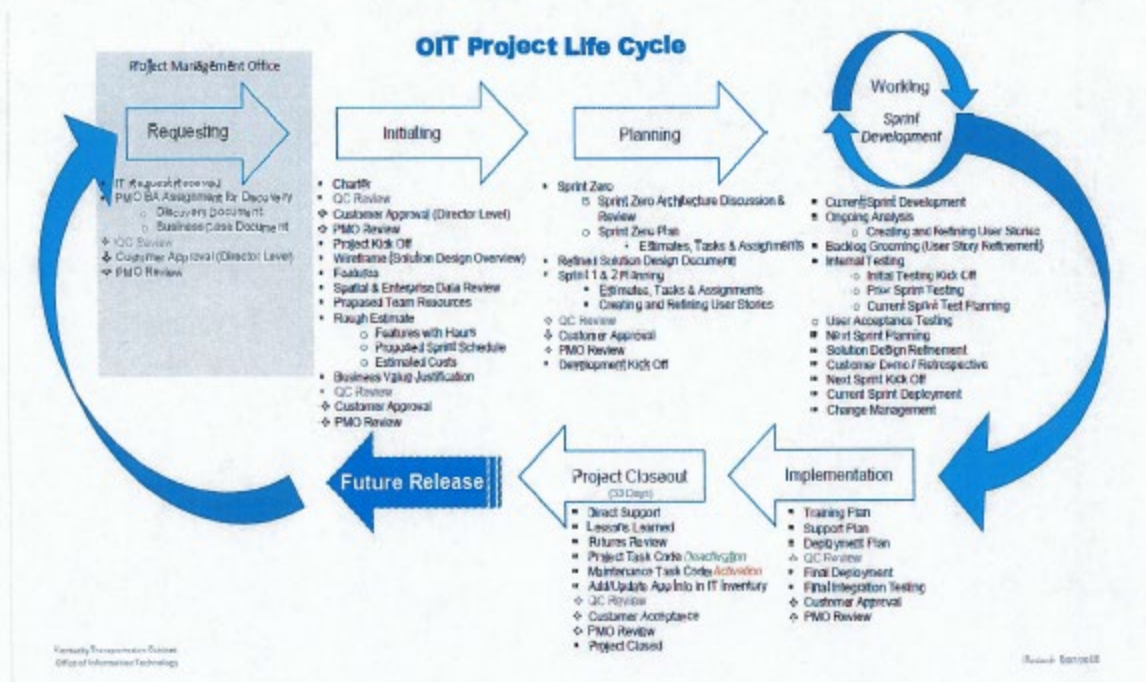 OIT Project Life Cycle
Project Management Office
Requesting
IT Request Received
PMO BA Assignment for Discovery
Discovery Document
Business Case Document
QC Review
Customer Approval (Director Level)
PMO Review
Initiating
Charter
QC Review
Customer Approval (Director Level)
PMO Review
Project Kick Off
Wireframe (Solution Design Overview)
Features
Spatial & Enterprise Data Review
Proposed Team Resources
Rough Estimate
Features with Hours
Proposed Sprint Schedule
Estimated Costs
Business Value Justification
QC Review
Customer Approval
PMO Review
Planning
Sprint Zero
Sprint Zero Architecture Discussion &
Review
Sprint Zero Plan
Estimates, Tasks & Assignments
Refined Solution Design Document
Sprint 1 & 2 Planning
Estimates, Tasks & Assignments
Creating and Refining User Stories
QC Review
Customer Approval
PMO Review
Development Kick Off
Working
Sprint
Development
Current Sprint Development
Ongoing Analysis
Creating and Refining User Stories
Backlog Grooming (User Story Refinement)
Internal Testing
Initial Testing Kick Off
Prior Sprint Testing
Current Sprint Test Planning
User Acceptance Testing
Next Sprint Planning
Solution Design Refinement
Customer Demo / Retrospective
Next Sprint Kick Off
Current Sprint Deployment
Change Management
Implementation
Training Plan
Support Plan
Deployment Plan
QC Review
Final Deployment
Final Integration Testing
Customer Approval
PMO Review
Project Closeout
Direct Support
Lessons Learned
Futures Review
Project Task Code Deactivation
Maintenance Task Code Activation
Add/Update App Info in IT Inventory
QC Review
Customer Acceptance
PMO Review
Project Closed
Future Release
Kentucky Transportation Cabinet
Office of Information Technology